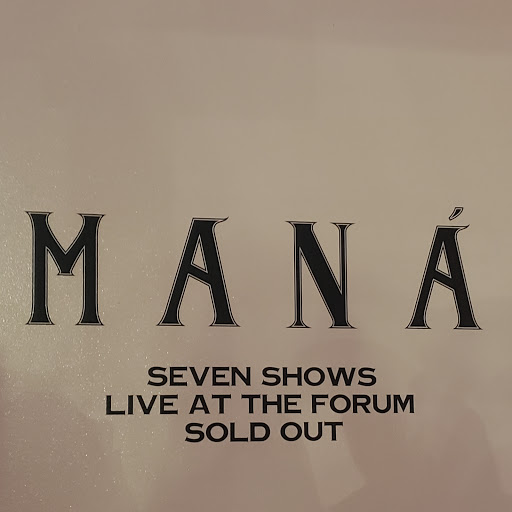 MANÁ
SEVEN SHOWS
LIVE AT THE FORUM
SOLD OUT